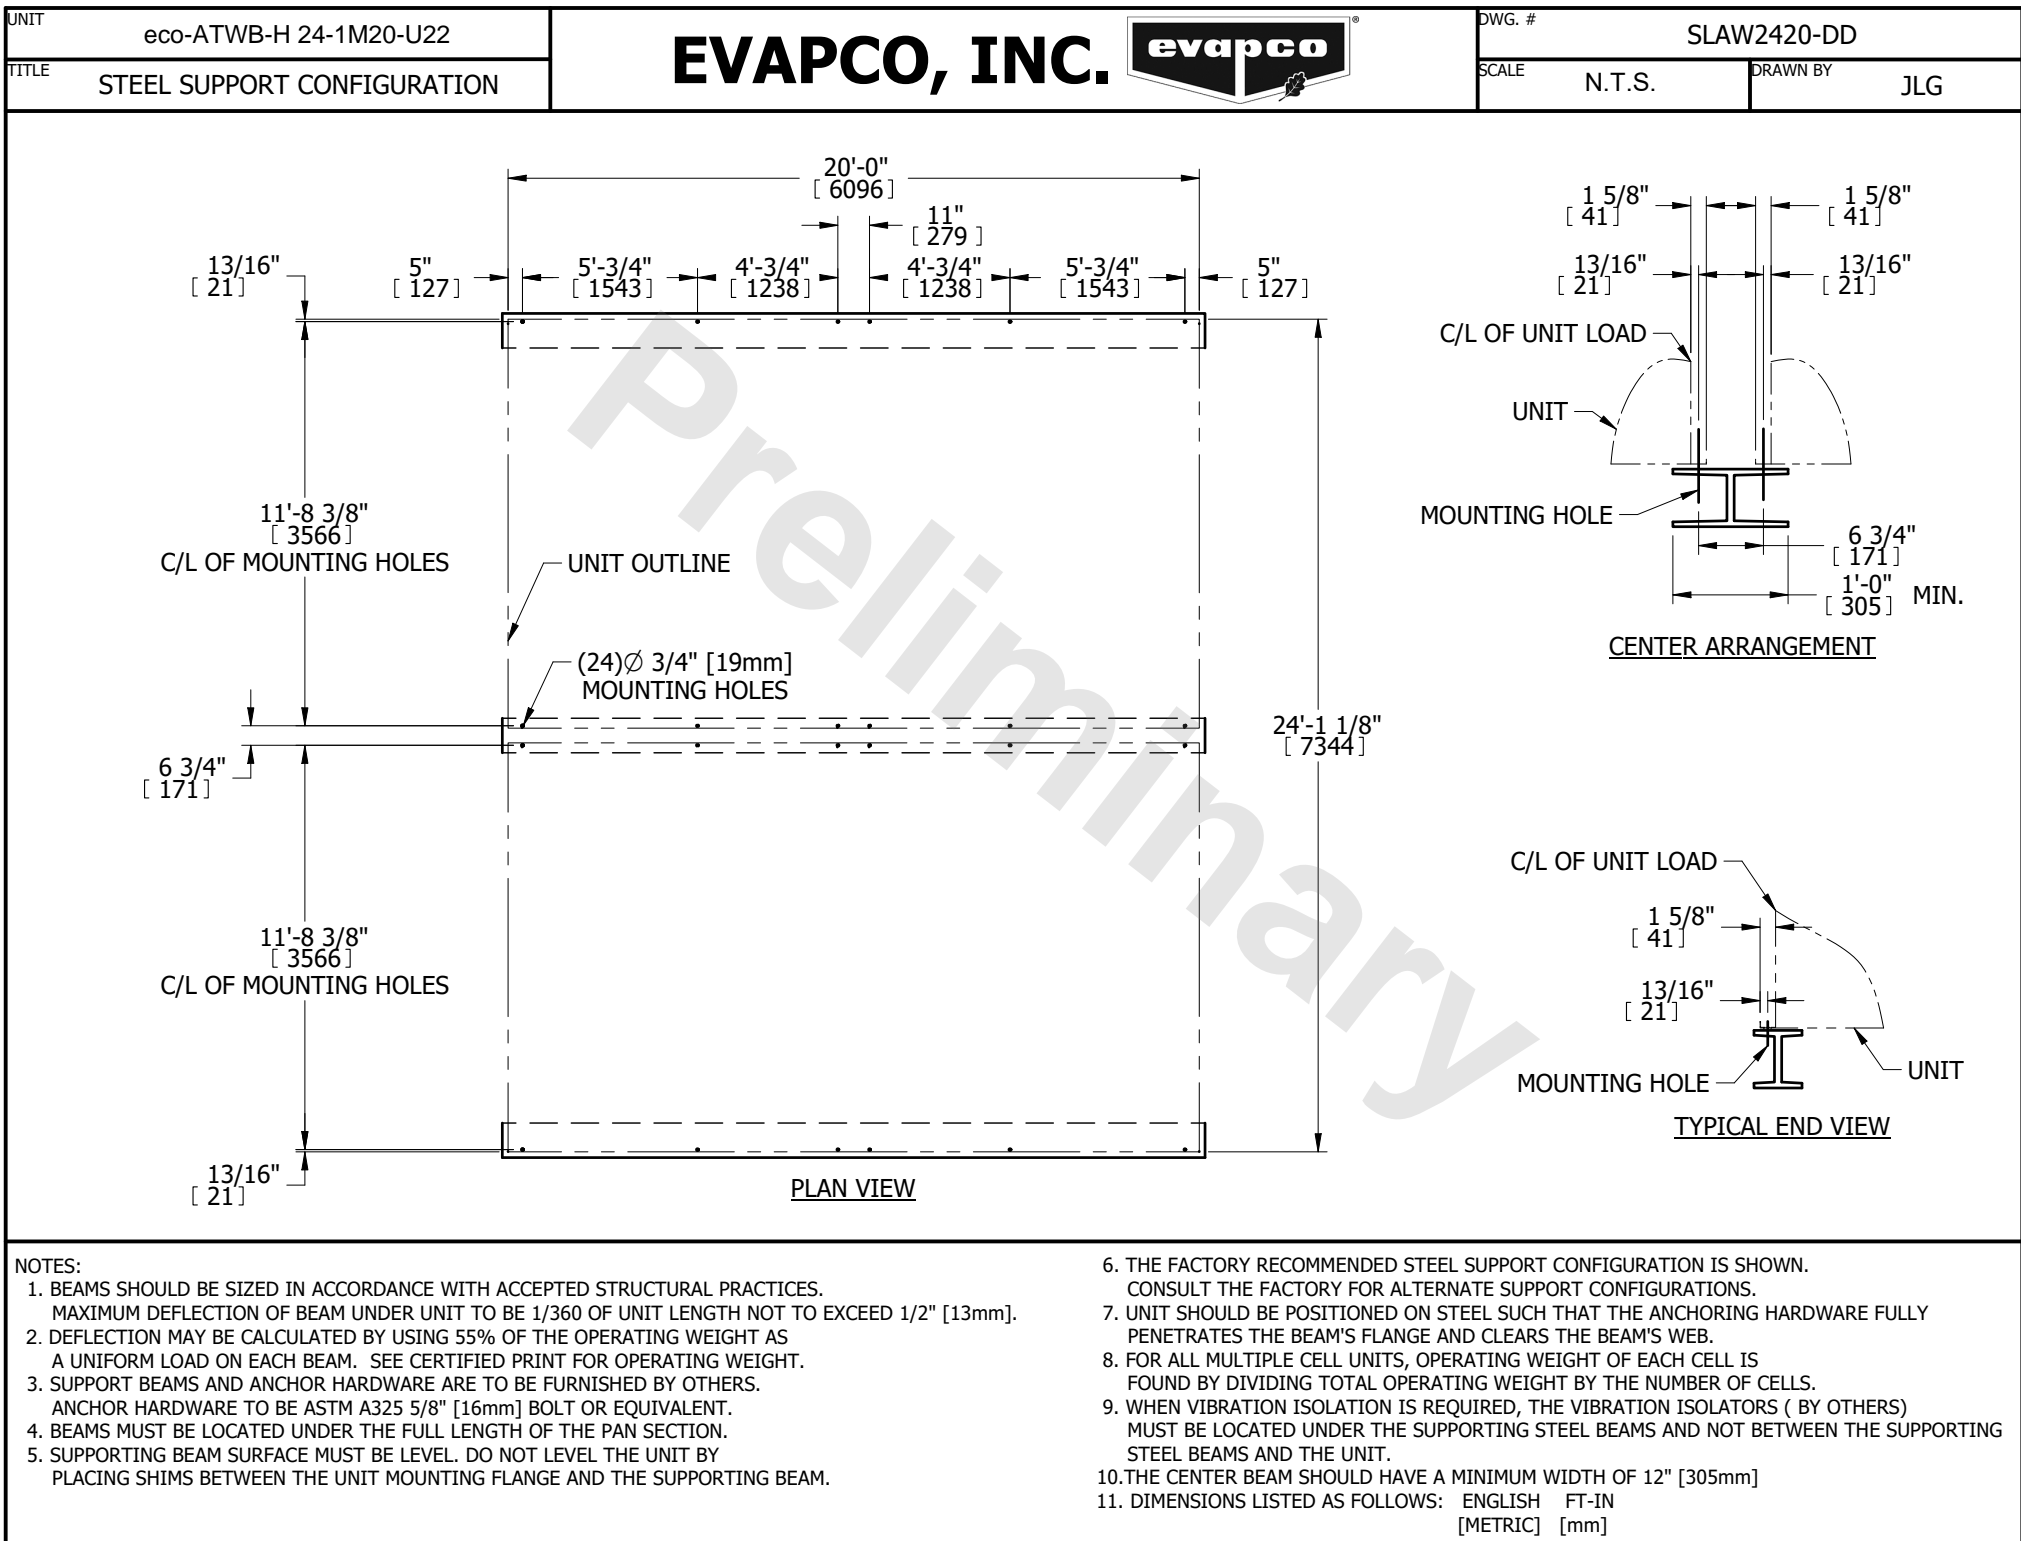 UNIT
eco-ATWB-H 24-1M20-U22
TITLE
STEEL SUPPORT CONFIGURATION
EVAPCO, INC.
evapco
®
DWG. #
SLAW2420-DD
SCALE
N.T.S.
DRAWN BY
JLG
20'-0"
[ 6096 ]
11"
[ 279 ]
13/16"
[ 21 ]
5"
[ 127 ]
5'-3/4"
[ 1543 ]
4'-3/4"
[ 1238 ]
4'-3/4"
[ 1238 ]
5'-3/4"
[ 1543 ]
5"
[ 127 ]
11'-8 3/8"
[ 3566 ]
C/L OF MOUNTING HOLES
UNIT OUTLINE
(24)Ø 3/4" [19mm]
MOUNTING HOLES
6 3/4"
[ 171 ]
24'-1 1/8"
[ 7344 ]
11'-8 3/8"
[ 3566 ]
C/L OF MOUNTING HOLES
13/16"
[ 21 ]
PLAN VIEW
Preliminary
1 5/8"
[ 41 ]
1 5/8"
[ 41 ]
13/16"
[ 21 ]
13/16"
[ 21 ]
C/L OF UNIT LOAD
UNIT
MOUNTING HOLE
6 3/4"
[ 171 ]
1'-0"
[ 305 ]
MIN.
CENTER ARRANGEMENT
C/L OF UNIT LOAD
1 5/8"
[ 41 ]
13/16"
[ 21 ]
MOUNTING HOLE
UNIT
TYPICAL END VIEW
NOTES:
1. BEAMS SHOULD BE SIZED IN ACCORDANCE WITH ACCEPTED STRUCTURAL PRACTICES.
MAXIMUM DEFLECTION OF BEAM UNDER UNIT TO BE 1/360 OF UNIT LENGTH NOT TO EXCEED 1/2" [13mm].
2. DEFLECTION MAY BE CALCULATED BY USING 55% OF THE OPERATING WEIGHT AS
A UNIFORM LOAD ON EACH BEAM. SEE CERTIFIED PRINT FOR OPERATING WEIGHT.
3. SUPPORT BEAMS AND ANCHOR HARDWARE ARE TO BE FURNISHED BY OTHERS.
ANCHOR HARDWARE TO BE ASTM A325 5/8" [16mm] BOLT OR EQUIVALENT.
4. BEAMS MUST BE LOCATED UNDER THE FULL LENGTH OF THE PAN SECTION.
5. SUPPORTING BEAM SURFACE MUST BE LEVEL. DO NOT LEVEL THE UNIT BY
PLACING SHIMS BETWEEN THE UNIT MOUNTING FLANGE AND THE SUPPORTING BEAM.
6. THE FACTORY RECOMMENDED STEEL SUPPORT CONFIGURATION IS SHOWN.
CONSULT THE FACTORY FOR ALTERNATE SUPPORT CONFIGURATIONS.
7. UNIT SHOULD BE POSITIONED ON STEEL SUCH THAT THE ANCHORING HARDWARE FULLY
PENETRATES THE BEAM'S FLANGE AND CLEARS THE BEAM'S WEB.
8. FOR ALL MULTIPLE CELL UNITS, OPERATING WEIGHT OF EACH CELL IS
FOUND BY DIVIDING TOTAL OPERATING WEIGHT BY THE NUMBER OF CELLS.
9. WHEN VIBRATION ISOLATION IS REQUIRED, THE VIBRATION ISOLATORS ( BY OTHERS)
MUST BE LOCATED UNDER THE SUPPORTING STEEL BEAMS AND NOT BETWEEN THE SUPPORTING
STEEL BEAMS AND THE UNIT.
10.THE CENTER BEAM SHOULD HAVE A MINIMUM WIDTH OF 12" [305mm]
11. DIMENSIONS LISTED AS FOLLOWS: ENGLISH FT-IN
[METRIC] [mm]